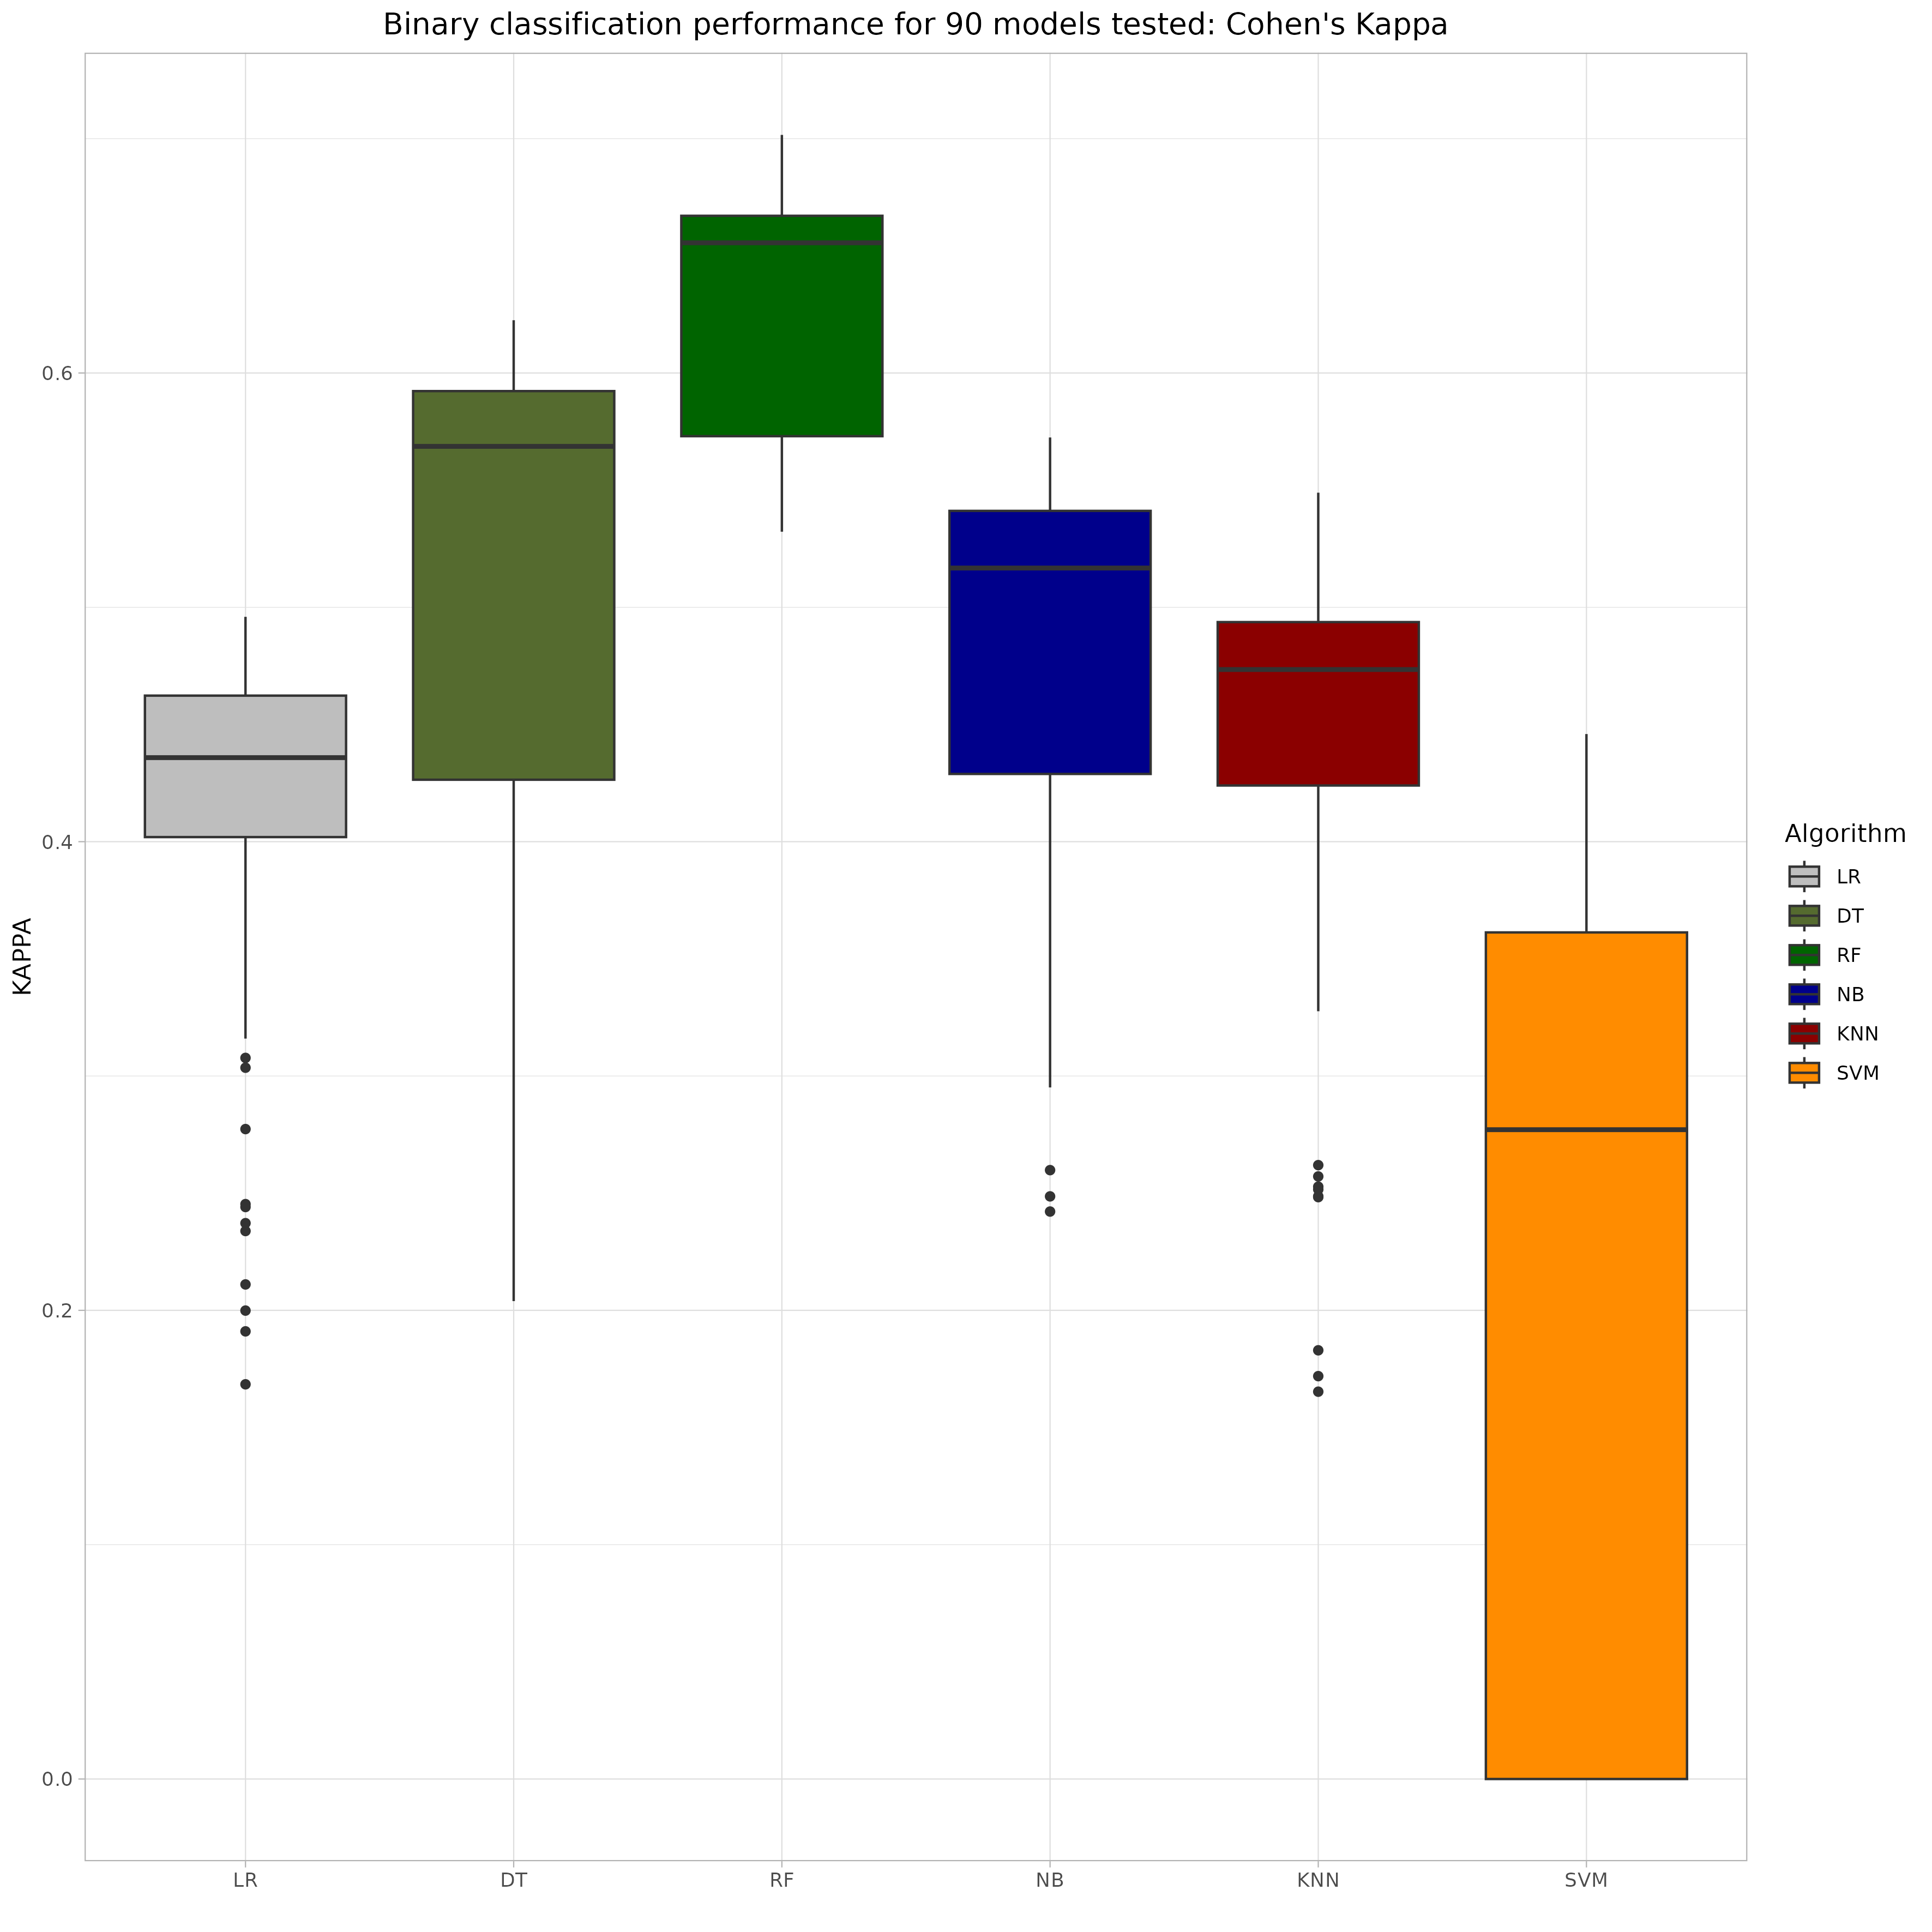 Binary classification performance for 90 models tested: Cohen's Kappa
KAPPA
0.6
0.4
0.2
0.0
LR
DT
RF
NB
KNN
SVM
Algorithm
LR
DT
RF
NB
KNN
SVM